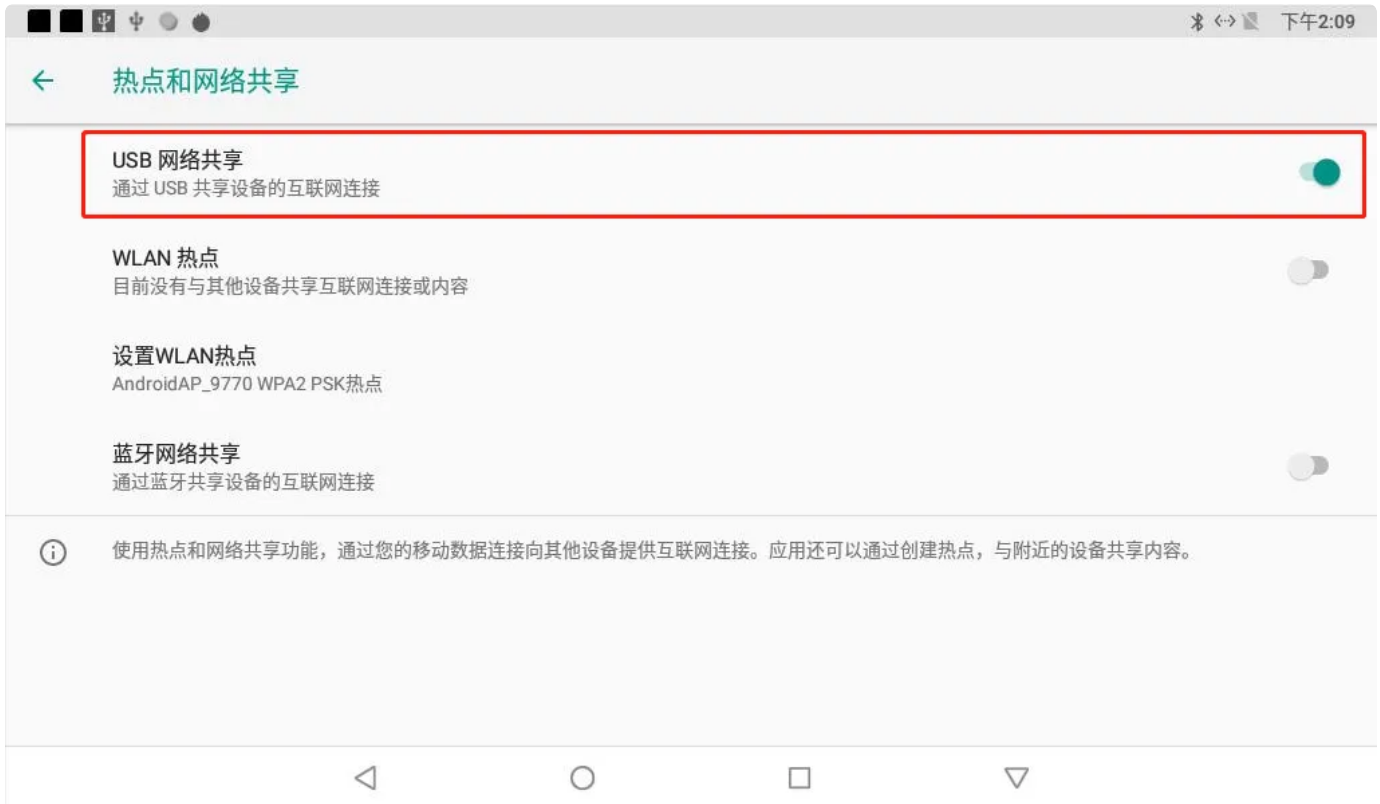 下午2:09
热点和网络共享
USB 网络共享
通过 USB 共享设备的互联网连接
WLAN 热点
目前没有与其他设备共享互联网连接或内容
设置WLAN热点
AndroidAP_9770 WPA2 PSK热点
蓝牙网络共享
通过蓝牙共享设备的互联网连接
使用热点和网络共享功能，通过您的移动数据连接向其他设备提供互联网连接。应用还可以通过创建热点，与附近的设备共享内容。